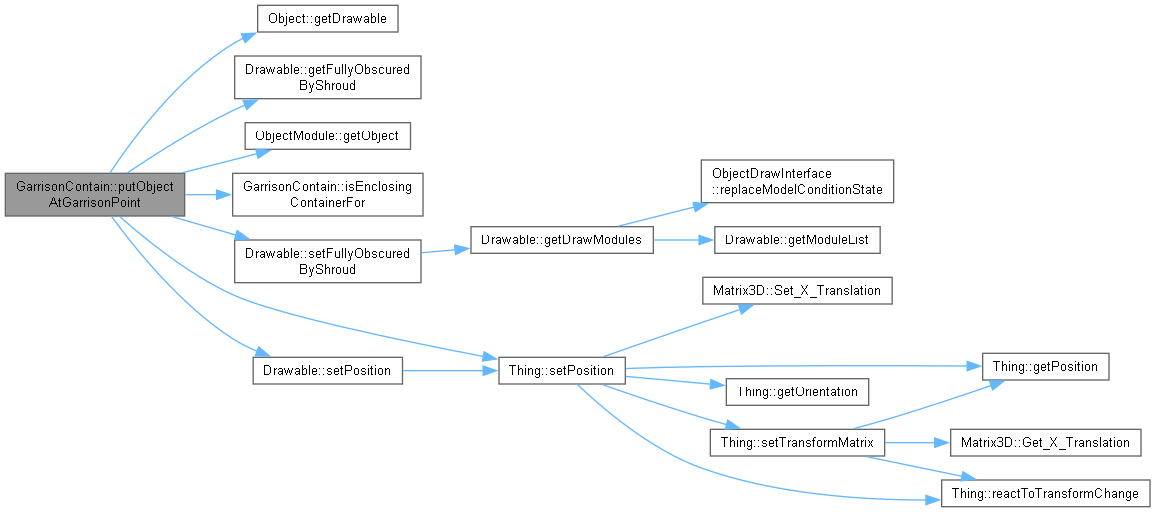 Object::getDrawable
Drawable::getFullyObscured
ByShroud
ObjectModule::getObject
GarrisonContain::putObject
AtGarrisonPoint
GarrisonContain::isEnclosing
ContainerFor
Drawable::setFullyObscured
ByShroud
Drawable::getDrawModules
ObjectDrawInterface
::replaceModelConditionState
Drawable::getModuleList
Drawable::setPosition
Thing::setPosition
Matrix3D::Set_X_Translation
Thing::getOrientation
Thing::setTransformMatrix
Thing::getPosition
Matrix3D::Get_X_Translation
Thing::reactToTransformChange